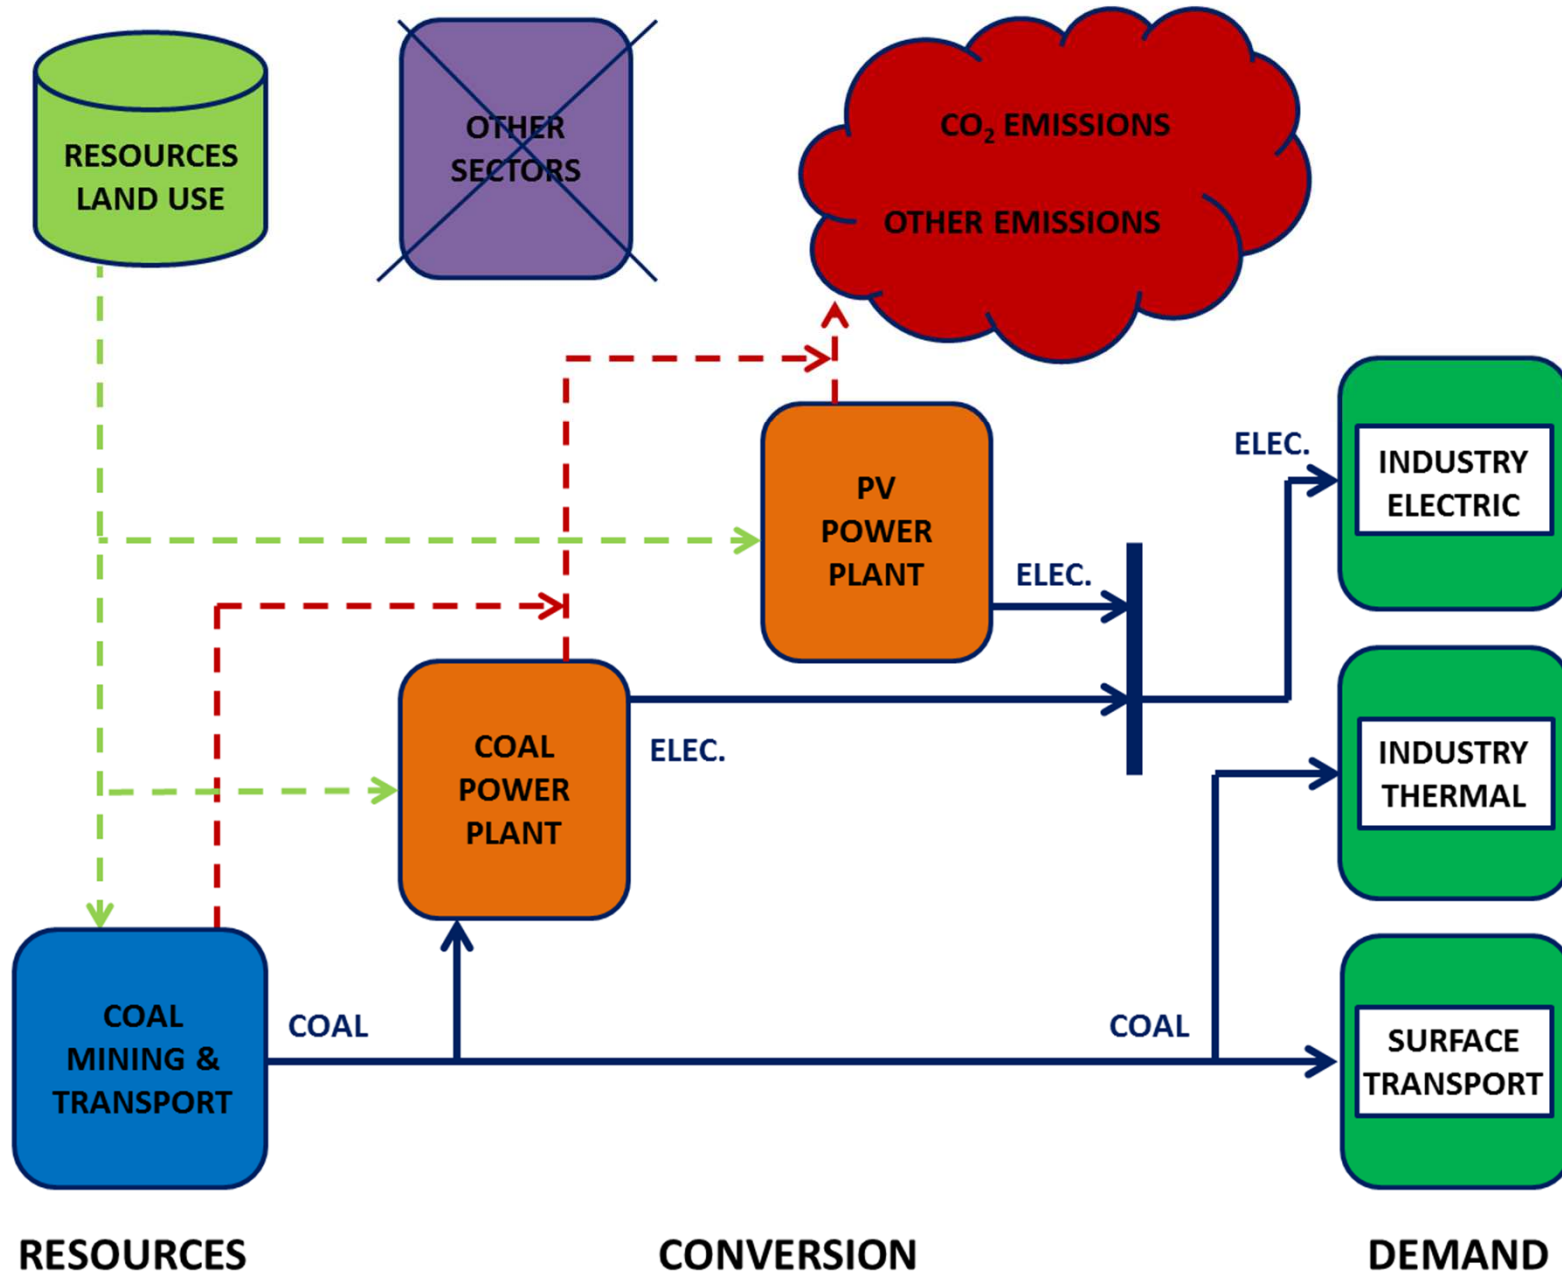 RESOURCES
LAND USE
OTHER
SECTORS
CO₂ EMISSIONS
OTHER EMISSIONS
PV
POWER
PLANT
ELEC.
ELEC.
INDUSTRY
ELECTRIC
COAL
POWER
PLANT
ELEC.
INDUSTRY
THERMAL
COAL
MINING &
TRANSPORT
COAL
COAL
SURFACE
TRANSPORT
RESOURCES
CONVERSION
DEMAND